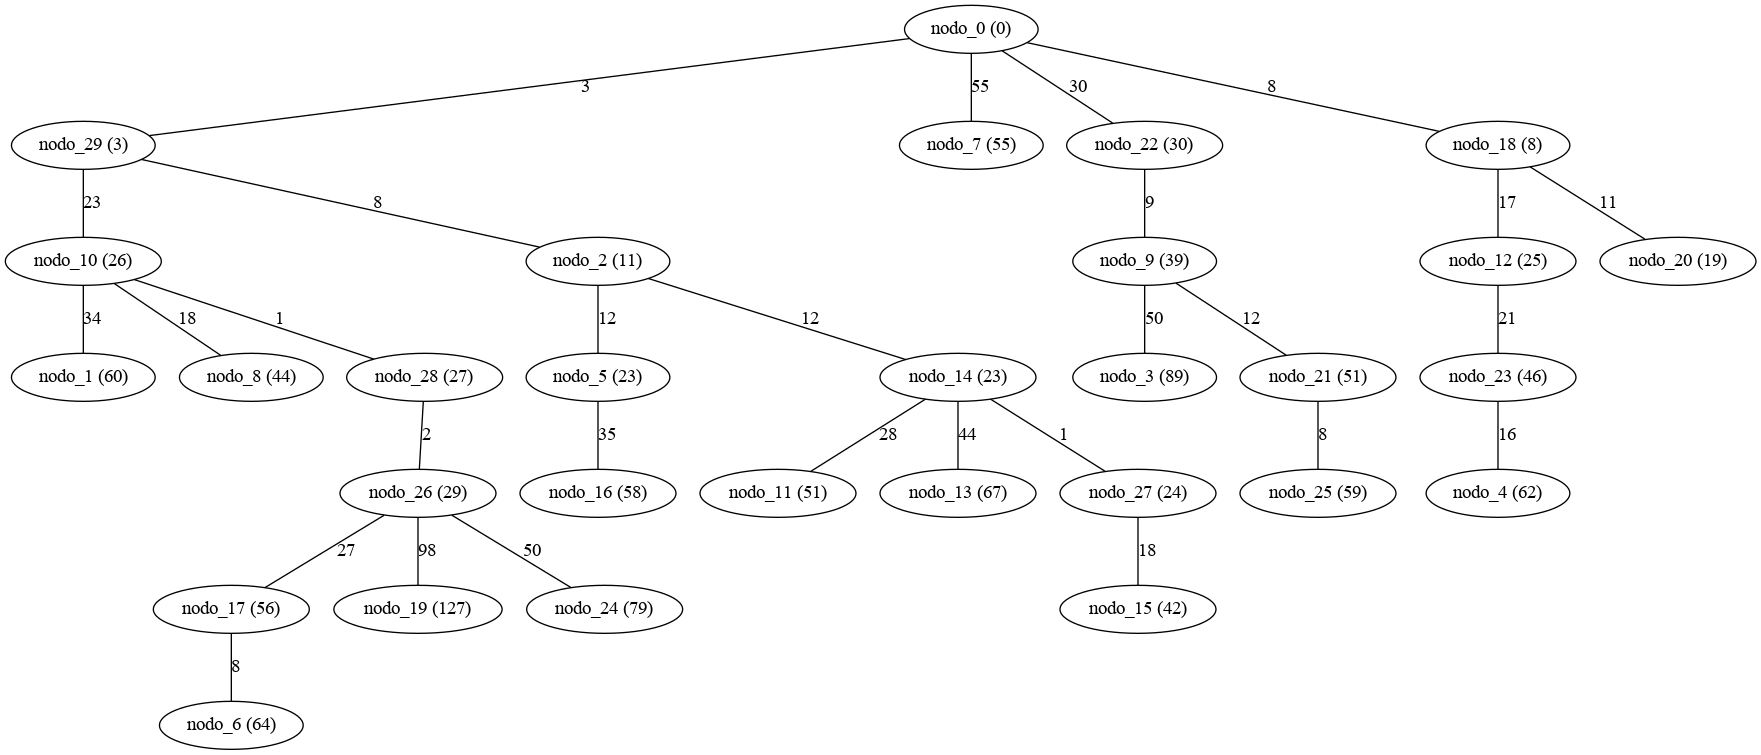 nodo_0 (0)
3
55
30
8
nodo_29 (3)
nodo_7 (55)
nodo_22 (30)
nodo_18 (8)
23
8
9
17
11
nodo_10 (26)
nodo_2 (11)
nodo_9 (39)
nodo_12 (25)
nodo_20 (19)
34
18
1
12
12
50
12
21
nodo_1 (60)
nodo_8 (44)
nodo_28 (27)
nodo_5 (23)
nodo_14 (23)
nodo_3 (89)
nodo_21 (51)
nodo_23 (46)
2
35
28
44
1
8
16
nodo_26 (29)
nodo_16 (58)
nodo_11 (51)
nodo_13 (67)
nodo_27 (24)
nodo_25 (59)
nodo_4 (62)
27
98
50
18
nodo_17 (56)
nodo_19 (127)
nodo_24 (79)
nodo_15 (42)
8
nodo_6 (64)